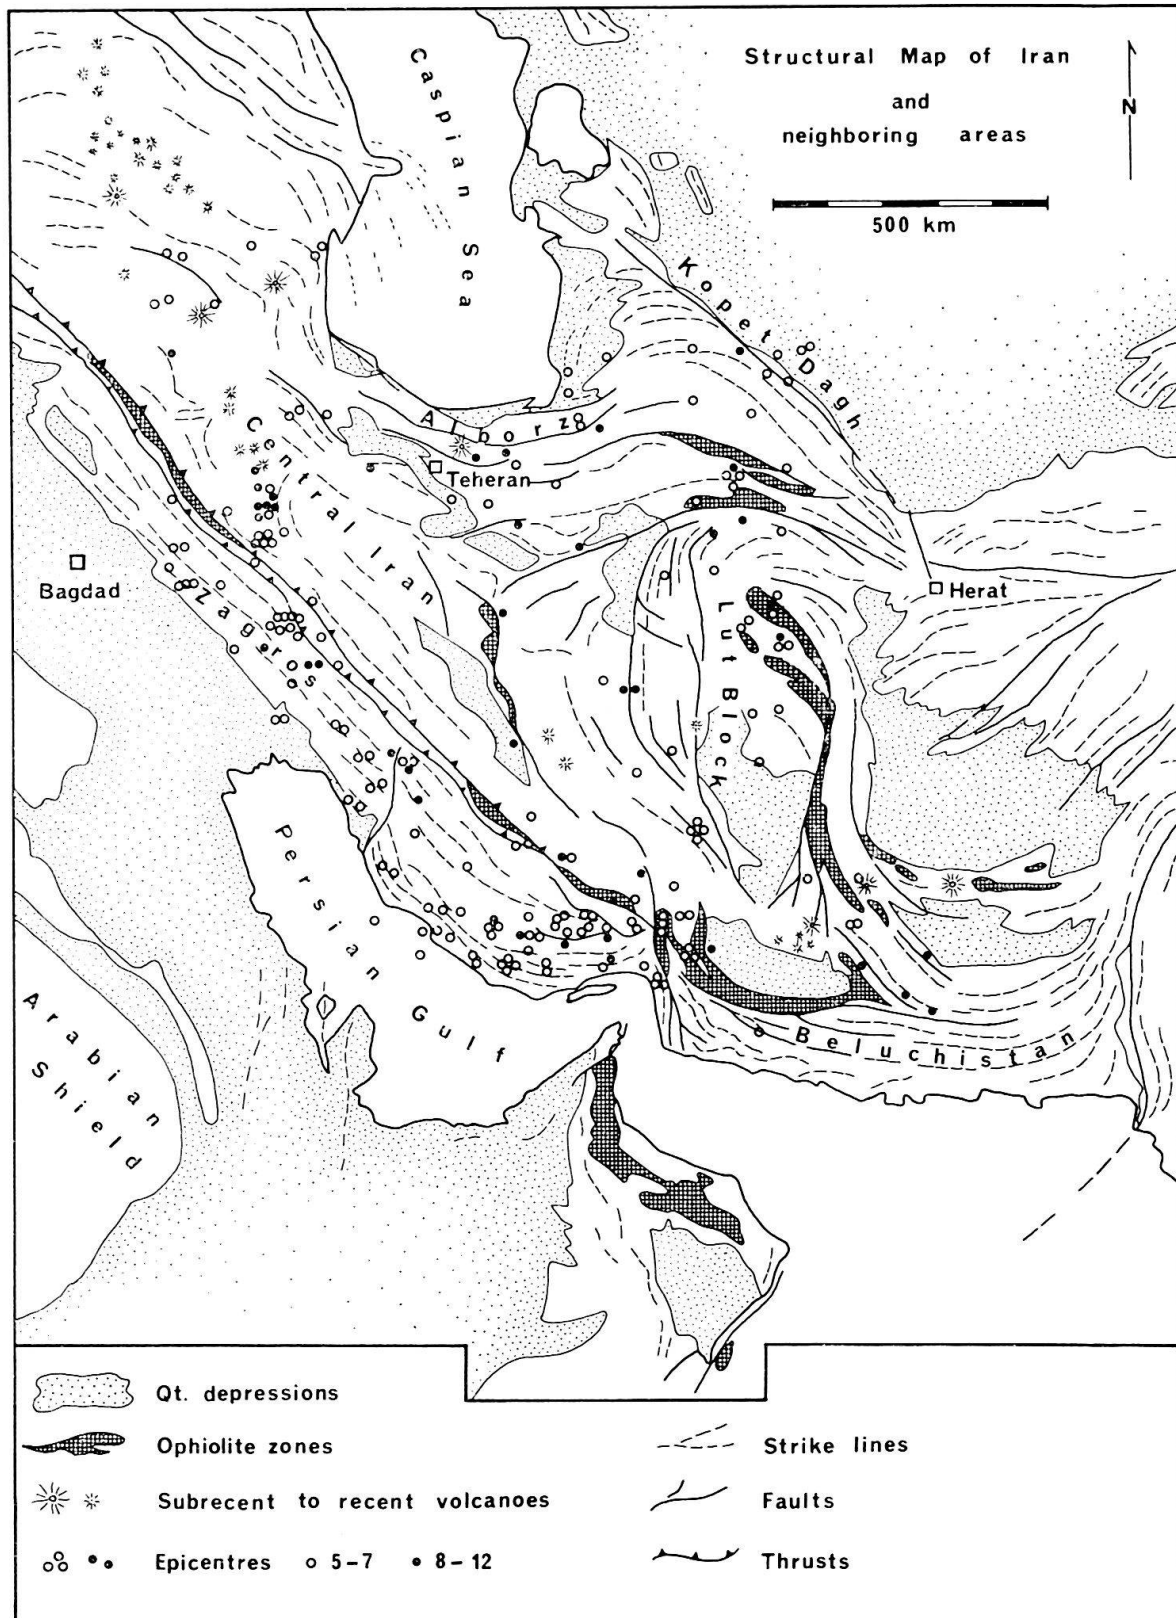 Structural Map of Iran
and
neighboring areas
N
500 km
Caspian Sea
Kopet Dagh
Alborz
Teheran
Central Iran
Bagdad
Zagros
Herat
Lut Block
Persian Gulf
Arabian Shield
Beluchistan
Qt. depressions
Ophiolite zones
Subrecent to recent volcanoes
Epicentres 5-7 8-12
Strike lines
Faults
Thrusts